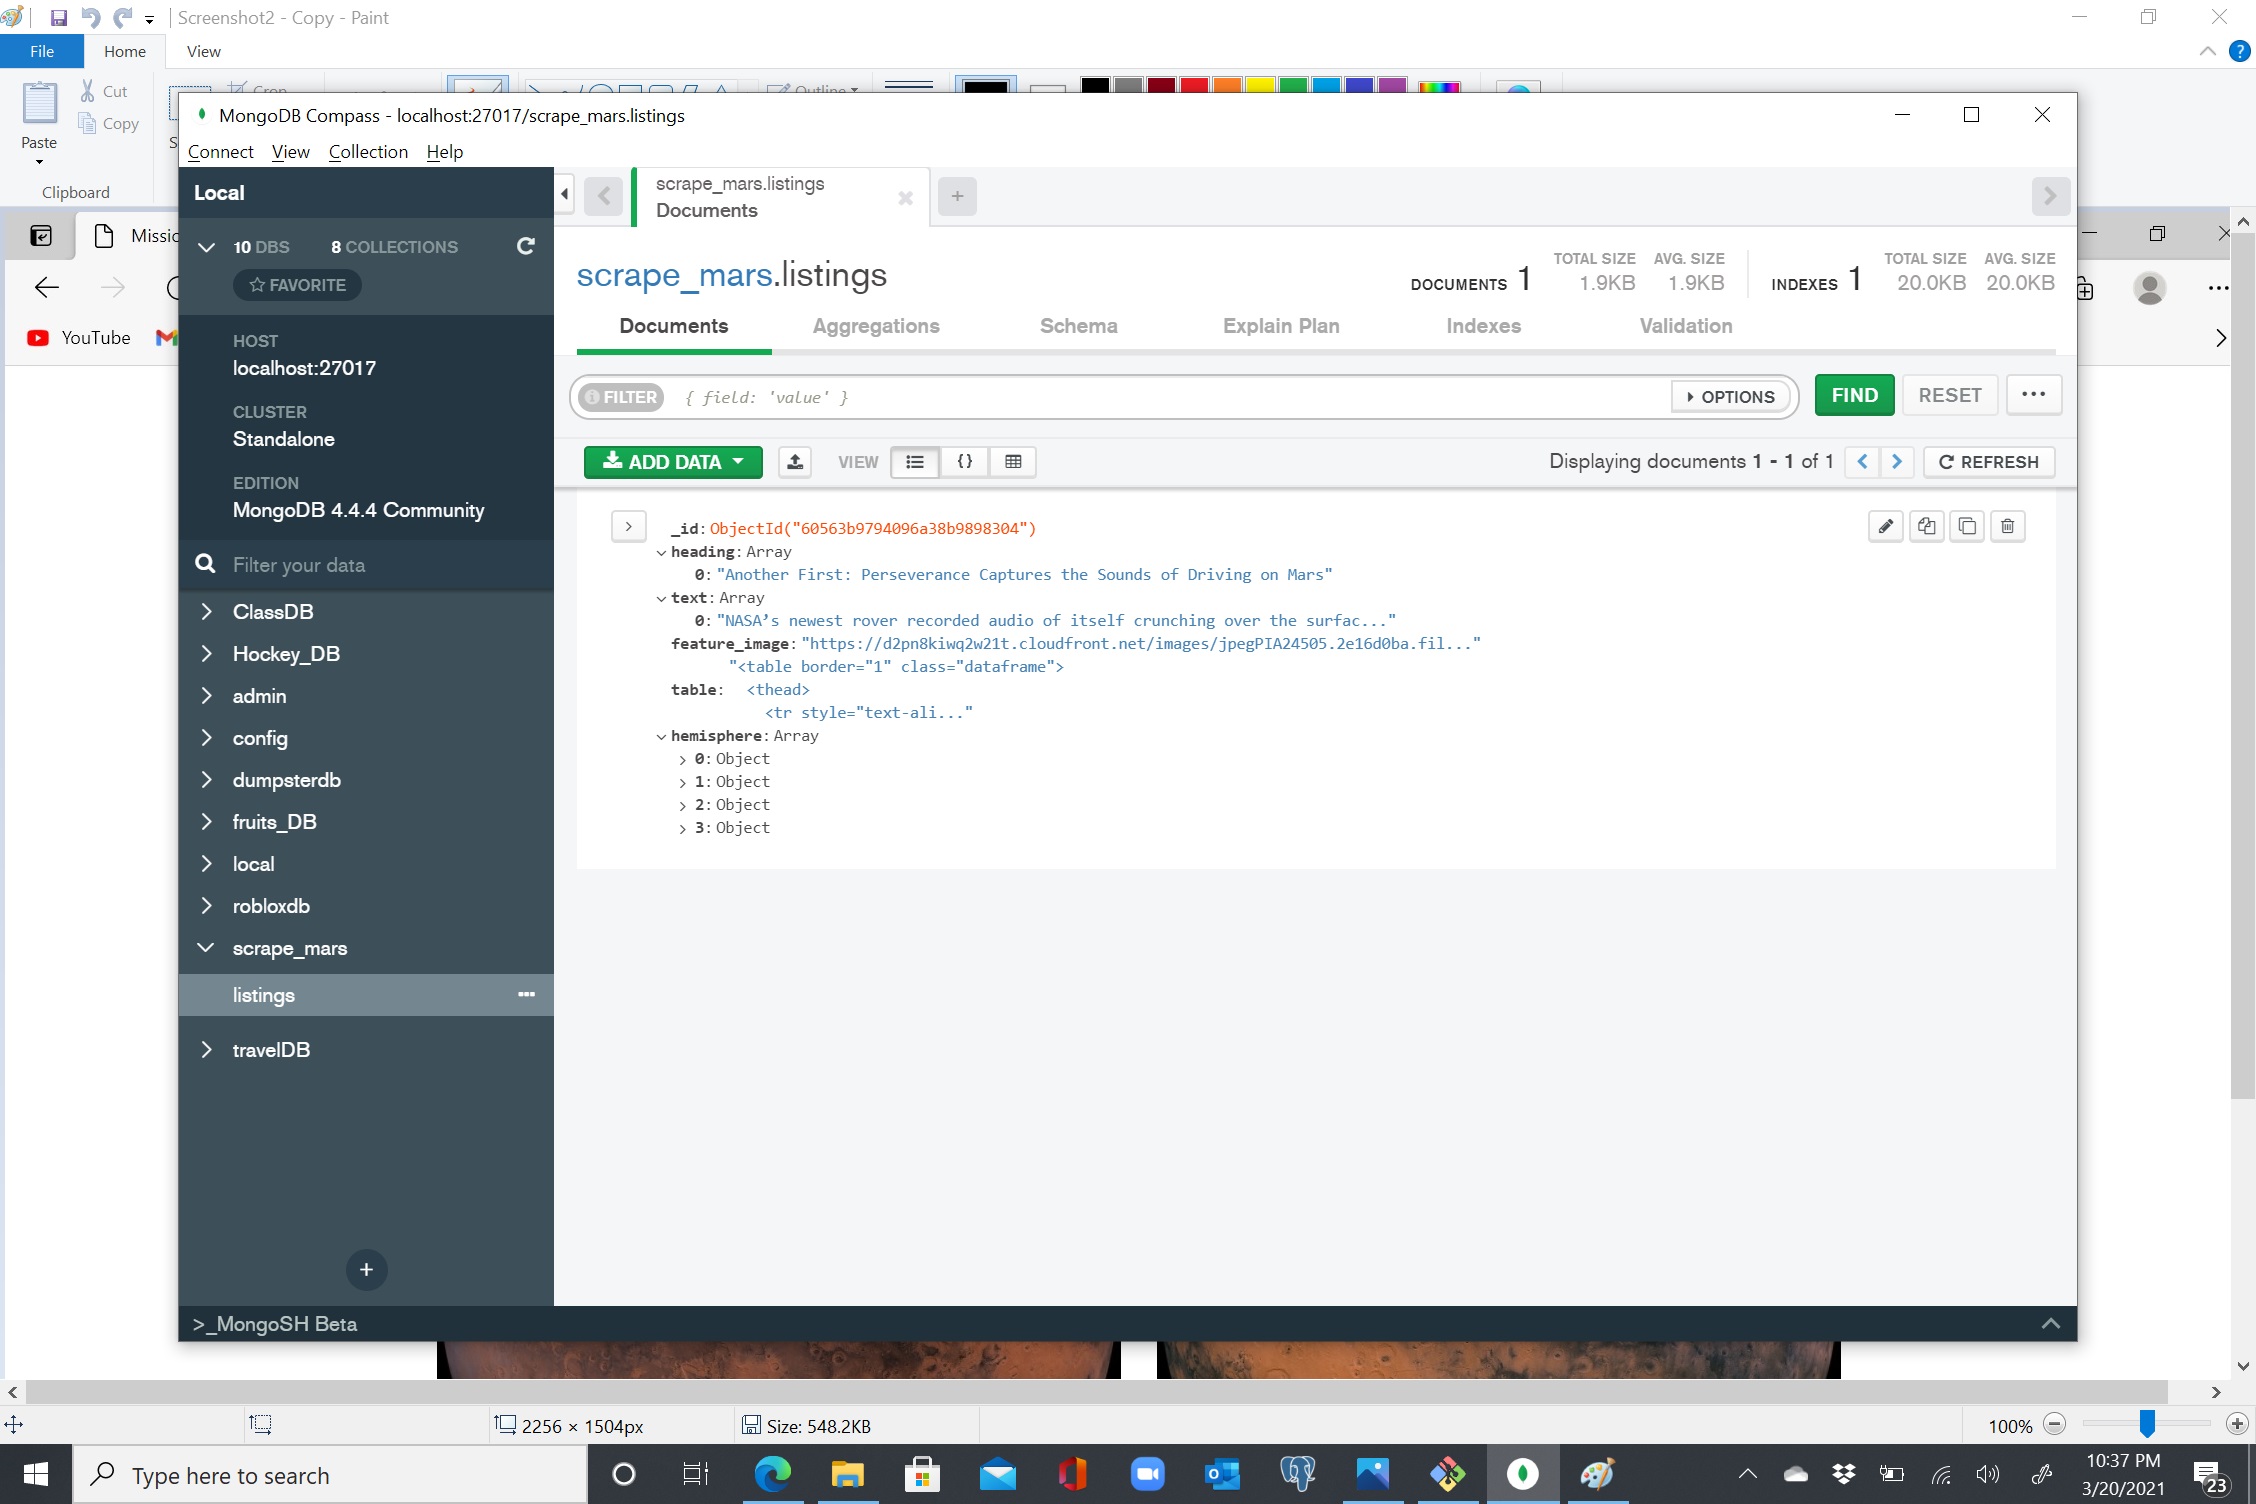 Screenshot2 - Copy - Paint
File Home View
Cut
Copy
Paste
Clipboard
Crop
Outline
MongoDB Compass - localhost:27017/scrape_mars.listings
Connect View Collection Help
Local
10 DBS 8 COLLECTIONS
FAVORITE
HOST
localhost:27017
CLUSTER
Standalone
EDITION
MongoDB 4.4.4 Community
Filter your data
ClassDB
Hockey_DB
admin
config
dumpsterdb
fruits_DB
local
robloxdb
scrape_mars
listings
travelDB
>_MongoSH Beta
YouTube
scrape_mars.listings
Documents
scrape_mars.listings
DOCUMENTS 1
TOTAL SIZE 1.9KB
AVG. SIZE 1.9KB
INDEXES 1
TOTAL SIZE 20.0KB
AVG. SIZE 20.0KB
Documents Aggregations Schema Explain Plan Indexes Validation
FILTER { field: 'value' } OPTIONS FIND RESET ...
ADD DATA VIEW {} Displaying documents 1 - 1 of 1 REFRESH
_id: ObjectId("60563b9794096a38b9898304")
heading: Array
0: "Another First: Perseverance Captures the Sounds of Driving on Mars"
text: Array
0: "NASA’s newest rover recorded audio of itself crunching over the surfac..."
feature_image: "https://d2pn8kiwq2w21t.cloudfront.net/images/jpegPIA24505.2e16d0ba.fil..."
"<table border="1" class="dataframe">
table: <thead>
<tr style="text-ali..."
hemisphere: Array
0: Object
1: Object
2: Object
3: Object
2256 × 1504px
Size: 548.2KB
100%
Type here to search
10:37 PM
3/20/2021
23